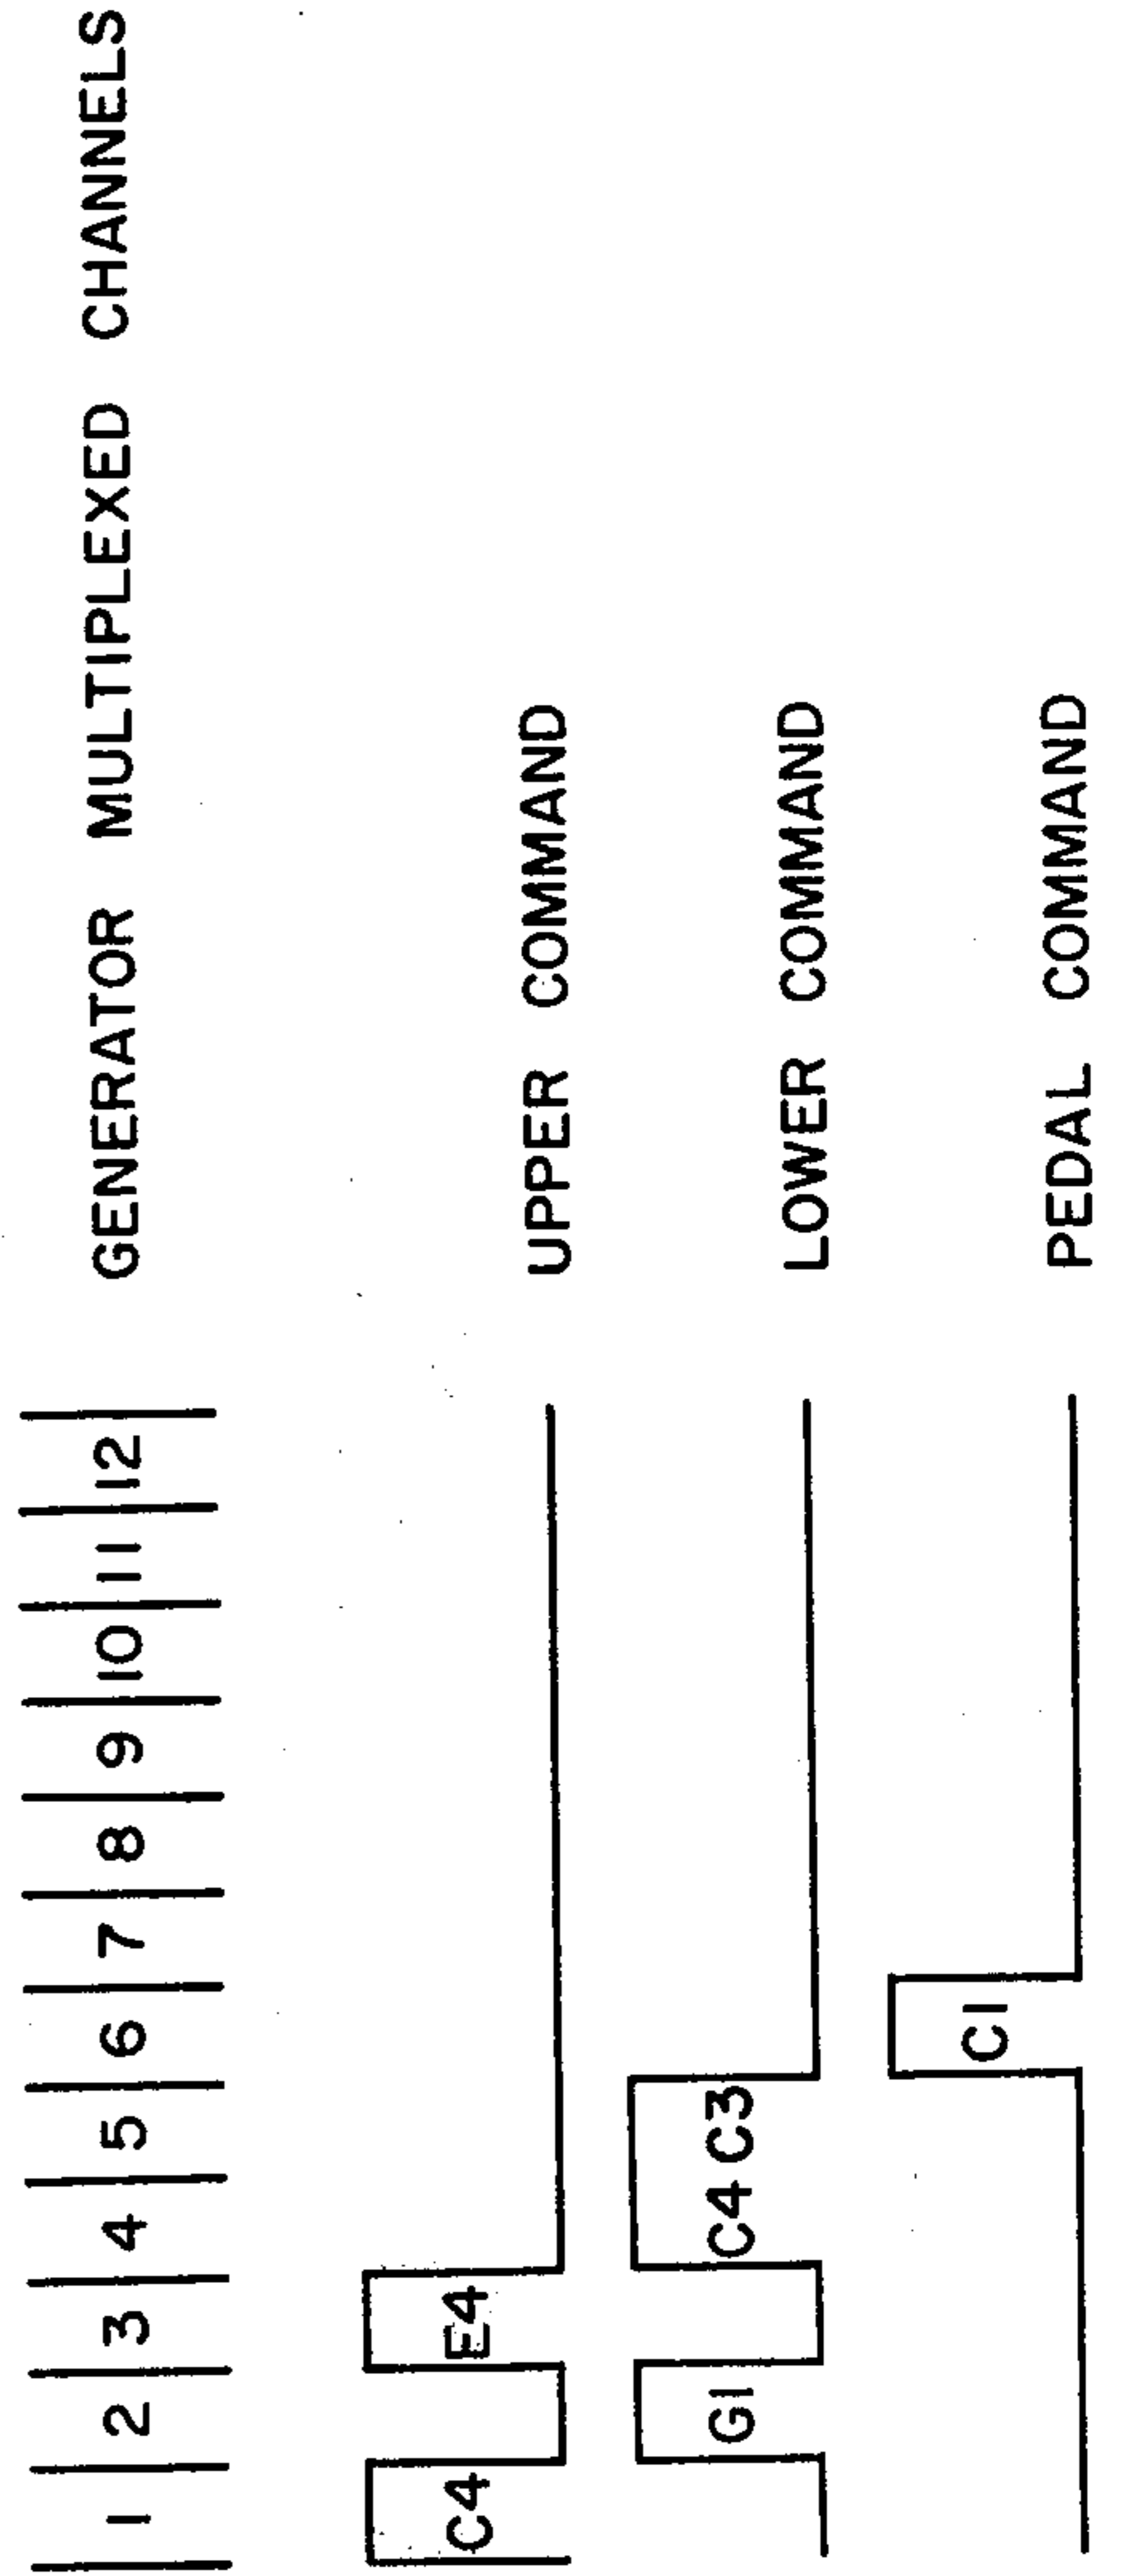 1 2 3 4 5 6 7 8 9 10 11 12 GENERATOR MULTIPLEXED CHANNELS
C4 E4 UPPER COMMAND
G1 C4 C3 LOWER COMMAND
C1 PEDAL COMMAND